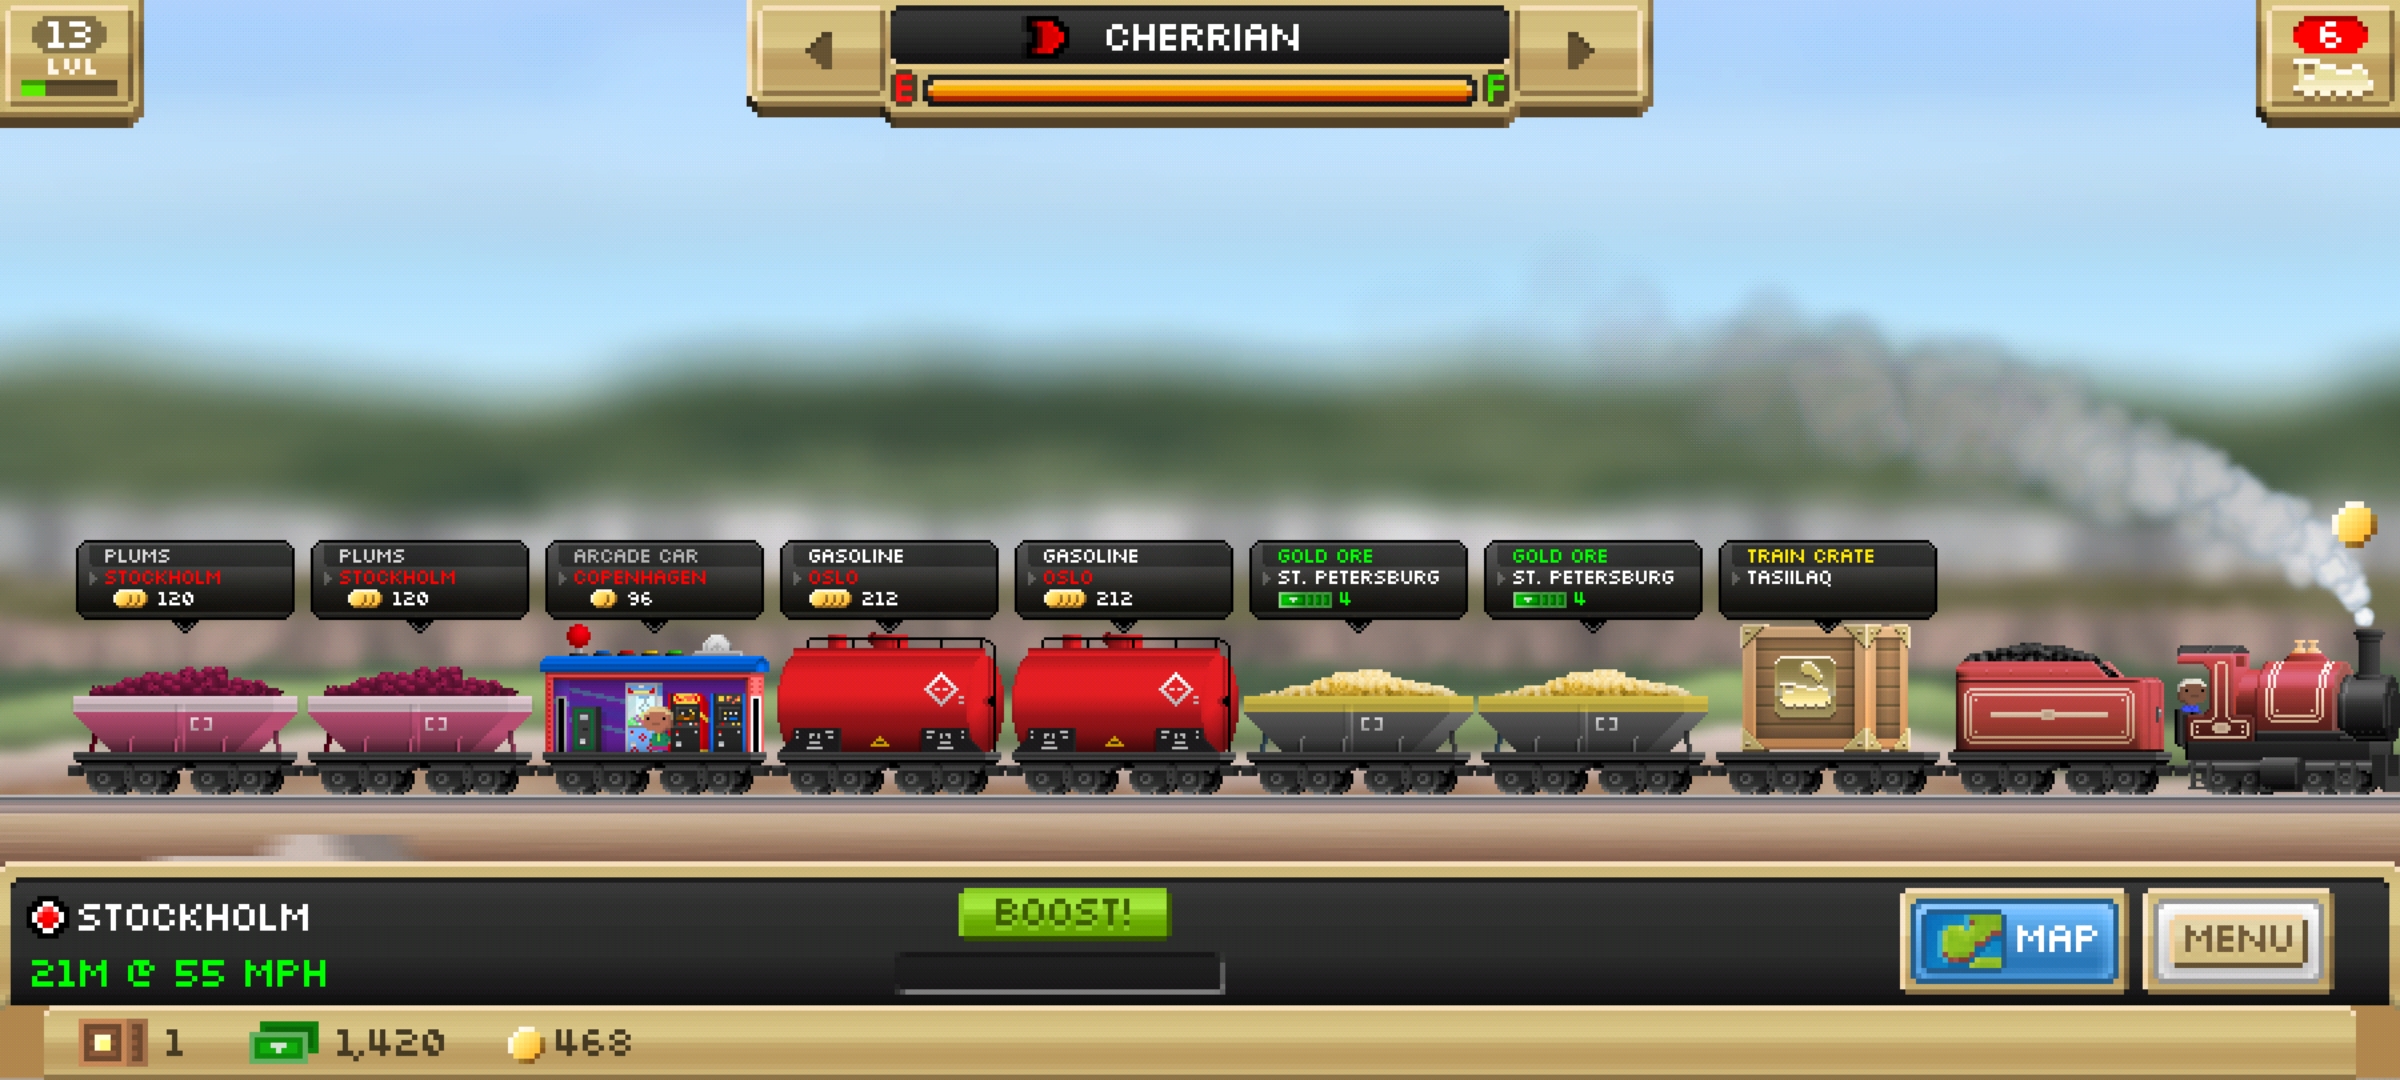 13
LVL
CHERRIAN
E
F
6
PLUMS
STOCKHOLM
120
PLUMS
STOCKHOLM
120
ARCADE CAR
COPENHAGEN
96
GASOLINE
OSLO
212
GASOLINE
OSLO
212
GOLD ORE
ST. PETERSBURG
4
GOLD ORE
ST. PETERSBURG
4
TRAIN CRATE
TASIILAQ
STOCKHOLM
21M @ 55 MPH
BOOST!
MAP
MENU
1
1,420
468